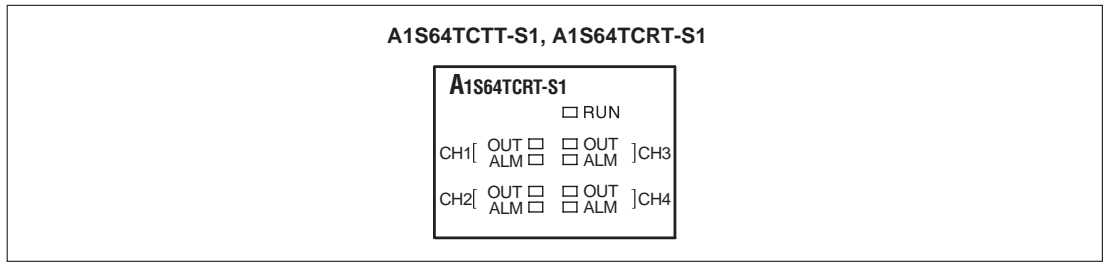 A1S64TCTT-S1, A1S64TCRT-S1
A1S64TCRT-S1
RUN
CH1[ OUT OUT ]CH3
ALM ALM
CH2[ OUT OUT ]CH4
ALM ALM